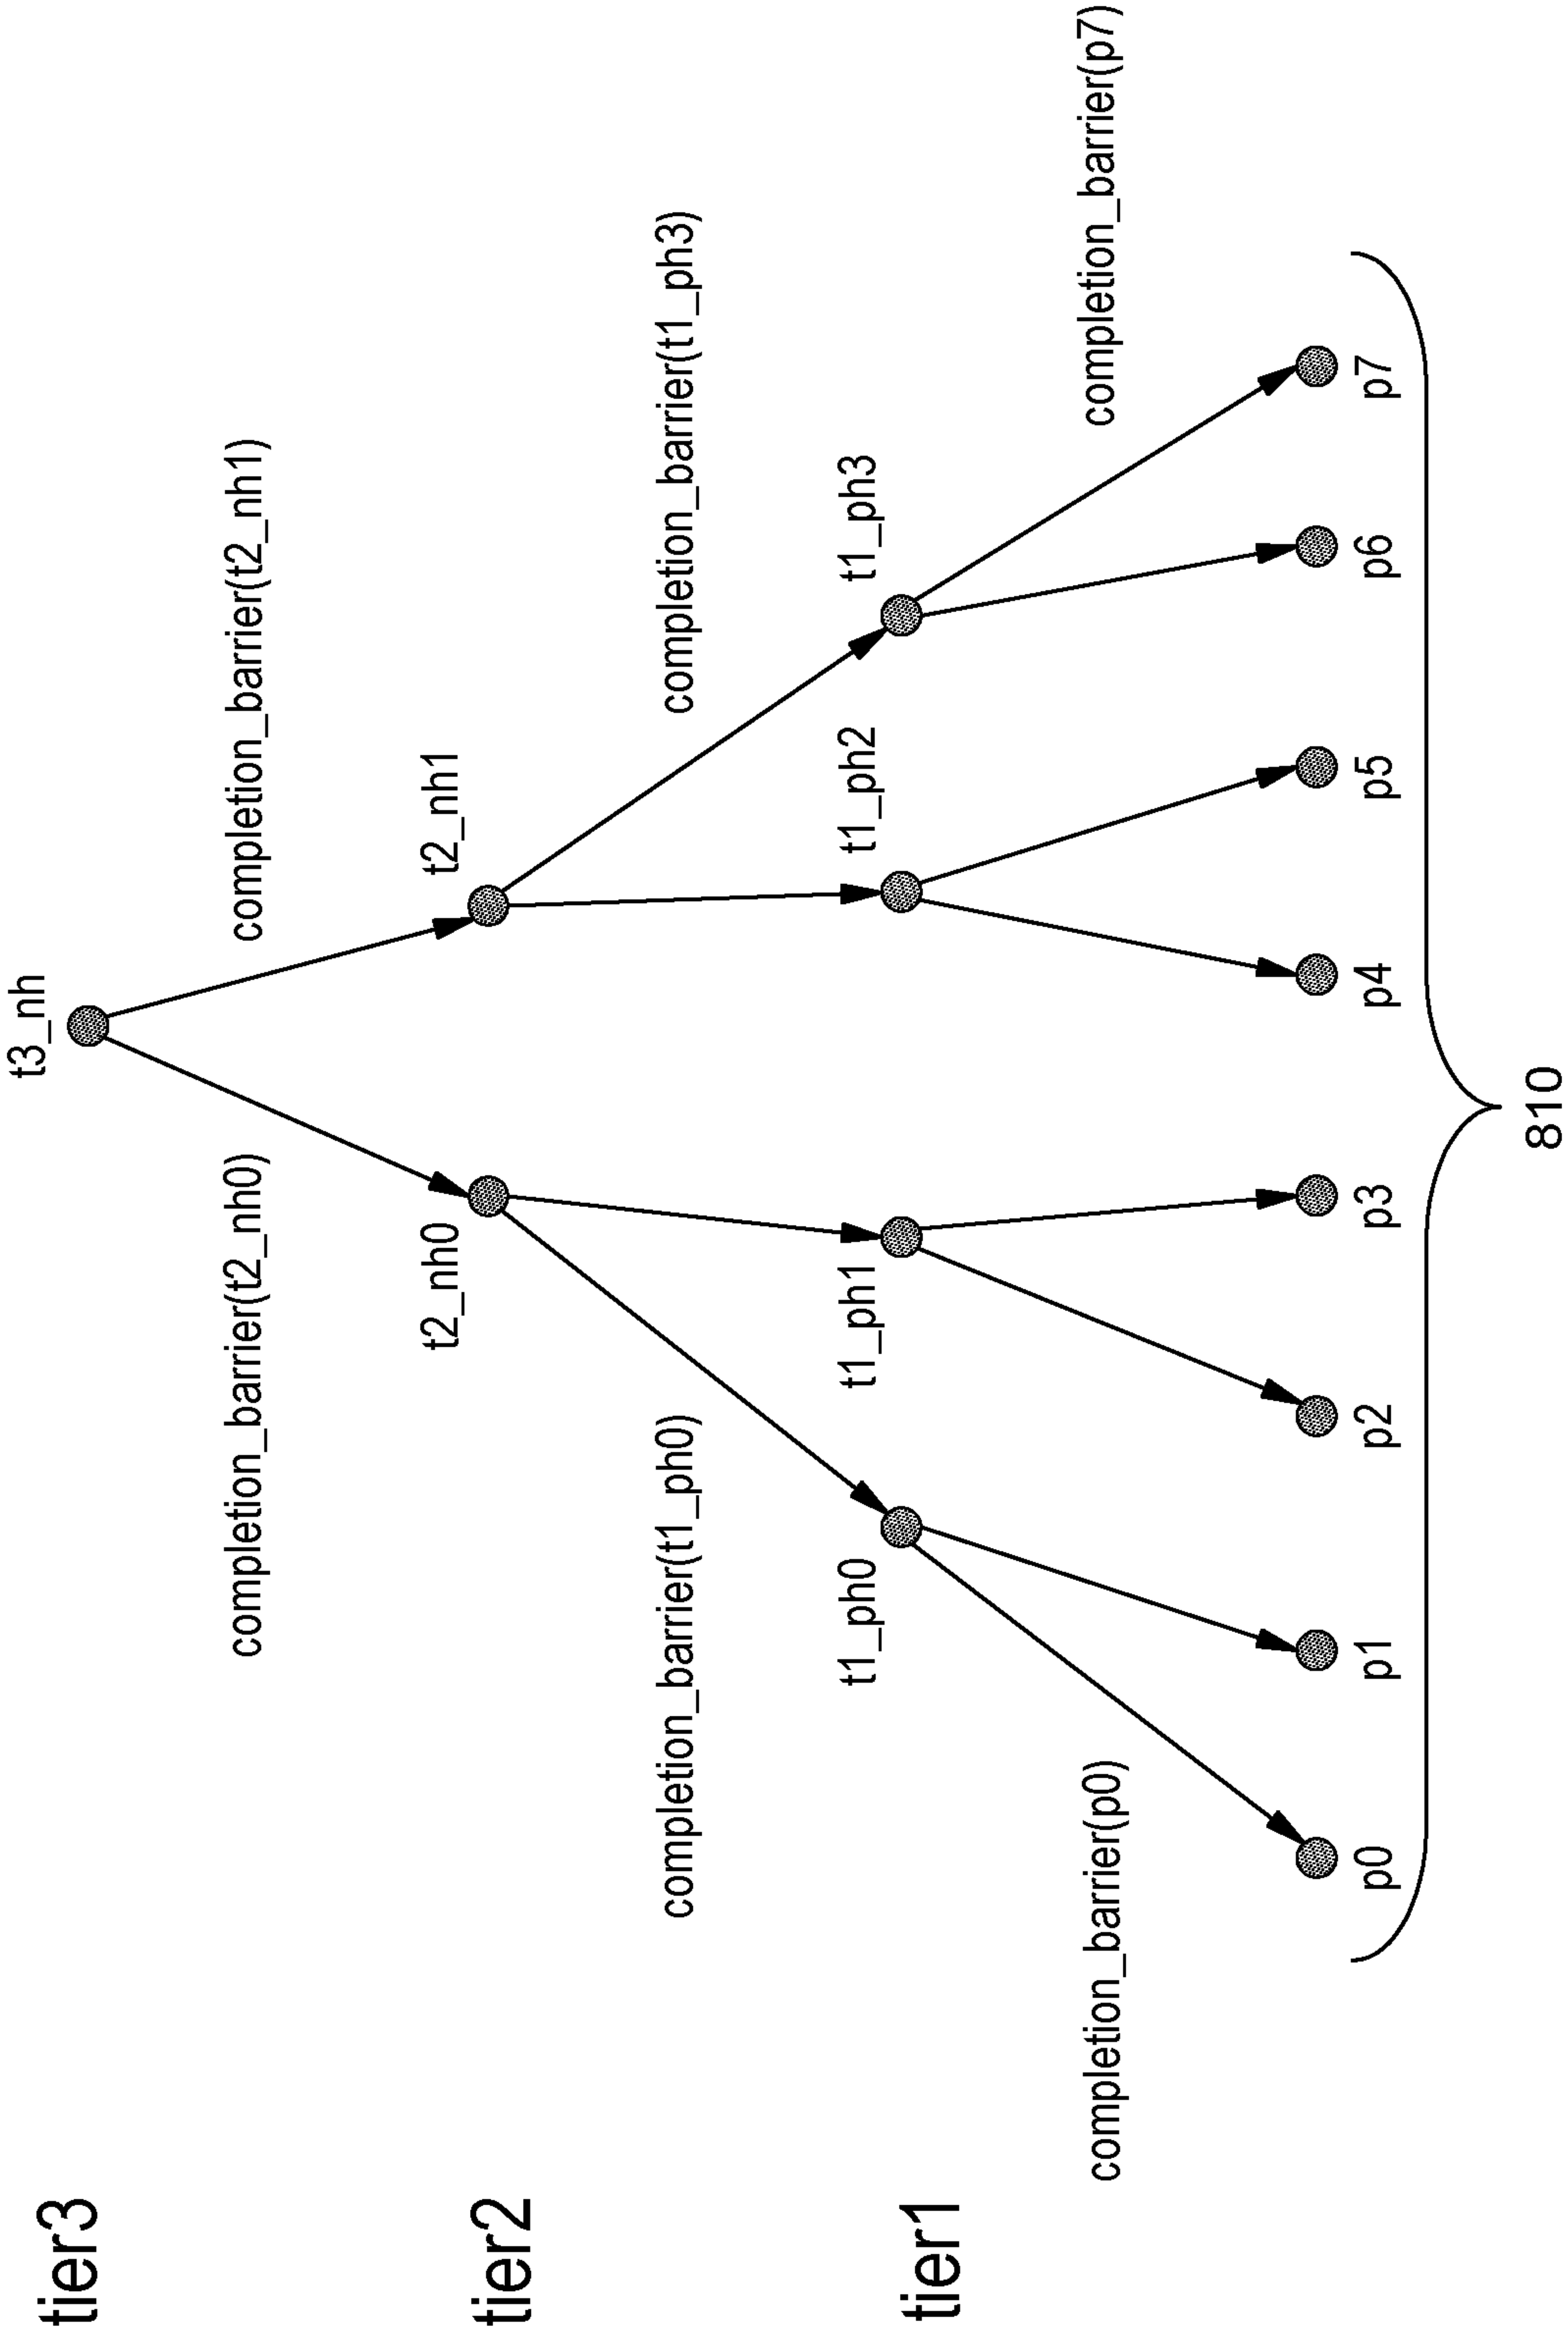 t3_nh
tier3
completion_barrier(t2_nh0)
completion_barrier(t2_nh1)
tier2
t2_nh0
t2_nh1
completion_barrier(t1_ph0)
completion_barrier(t1_ph3)
tier1
t1_ph0
t1_ph1
t1_ph2
t1_ph3
completion_barrier(p0)
completion_barrier(p7)
p0
p1
p2
p3
p4
p5
p6
p7
810